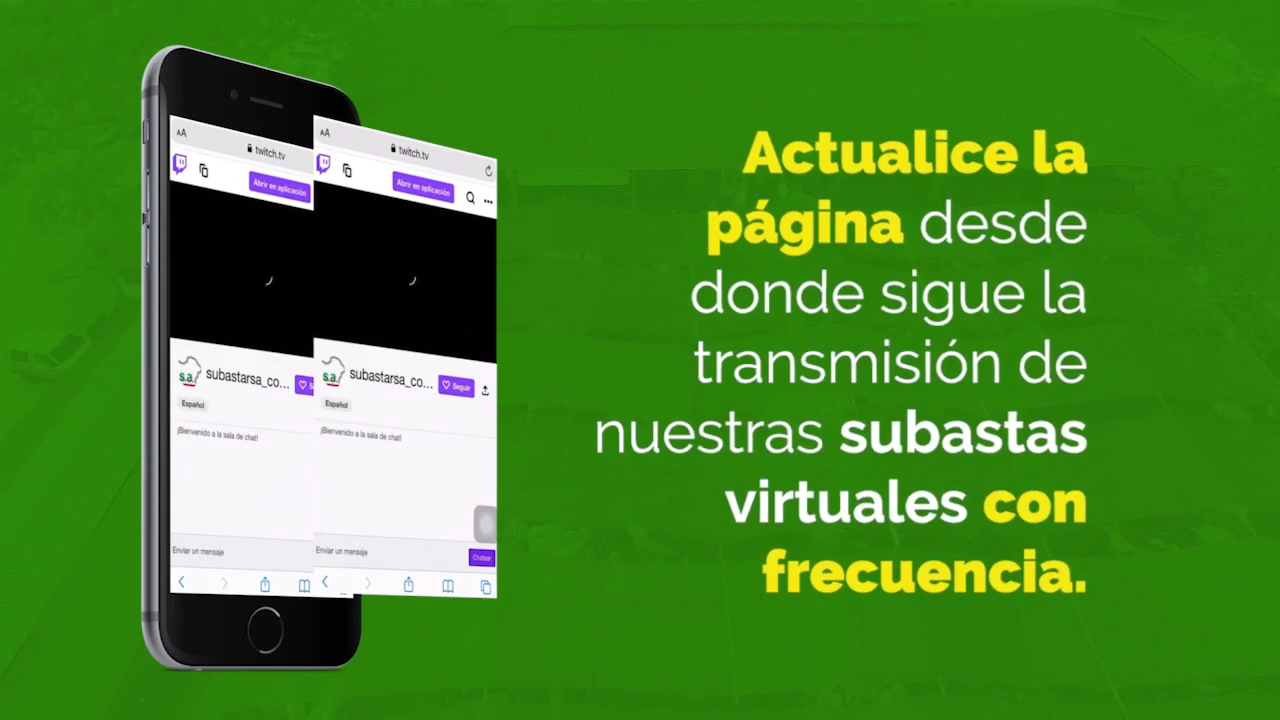 AA
twitch.tv
Abrir en aplicación
s.a.
subastarsa_co...
S
Español
¡Bienvenido a la sala de chat!
Enviar un mensaje
AA
twitch.tv
Abrir en aplicación
s.a.
subastarsa_co...
Seguir
Español
¡Bienvenido a la sala de chat!
Enviar un mensaje
Chatear
Actualice la
página desde
donde sigue la
transmisión de
nuestras subastas
virtuales con
frecuencia.